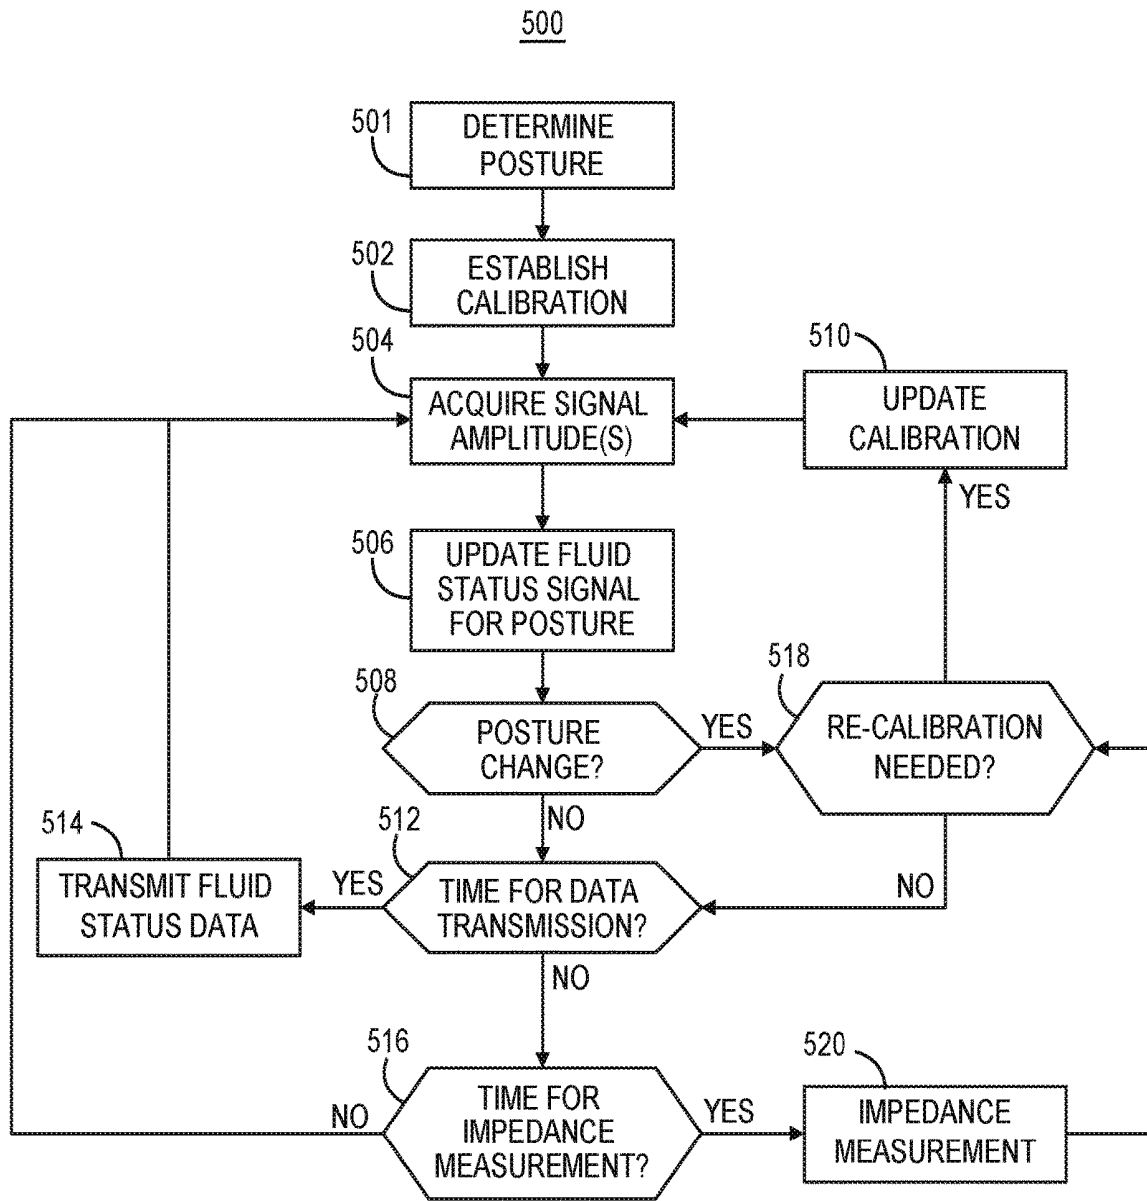 500
501
DETERMINE
POSTURE
502
ESTABLISH
CALIBRATION
504
ACQUIRE SIGNAL
AMPLITUDE(S)
510
UPDATE
CALIBRATION
YES
506
UPDATE FLUID
STATUS SIGNAL
FOR POSTURE
508
POSTURE
CHANGE?
YES
518
RE-CALIBRATION
NEEDED?
NO
NO
514
TRANSMIT FLUID
STATUS DATA
YES
512
TIME FOR DATA
TRANSMISSION?
NO
516
TIME FOR
IMPEDANCE
MEASUREMENT?
NO
YES
520
IMPEDANCE
MEASUREMENT